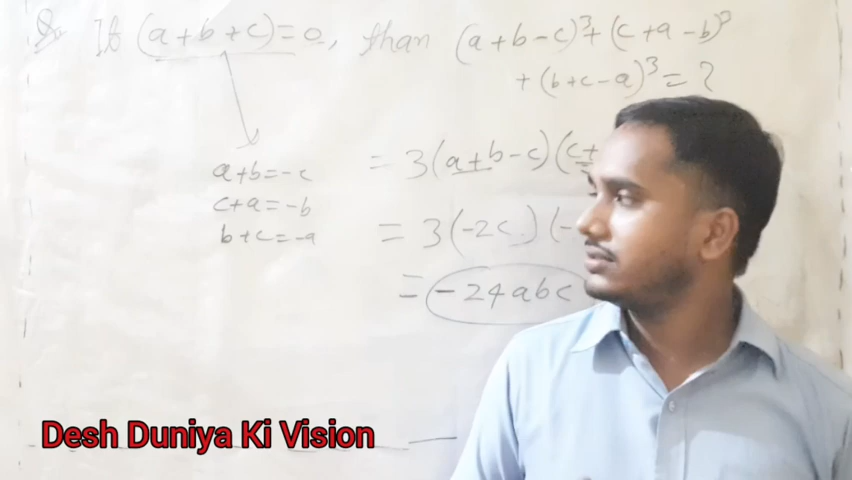 If (a+b+c)=0, than (a+b-c)³+(c+a-b)³
+(b+c-a)³=?
a+b=-c
c+a=-b
b+c=-a
=3(a+b-c)(c+
=3(-2c)(-
=-24abc
Desh Duniya Ki Vision